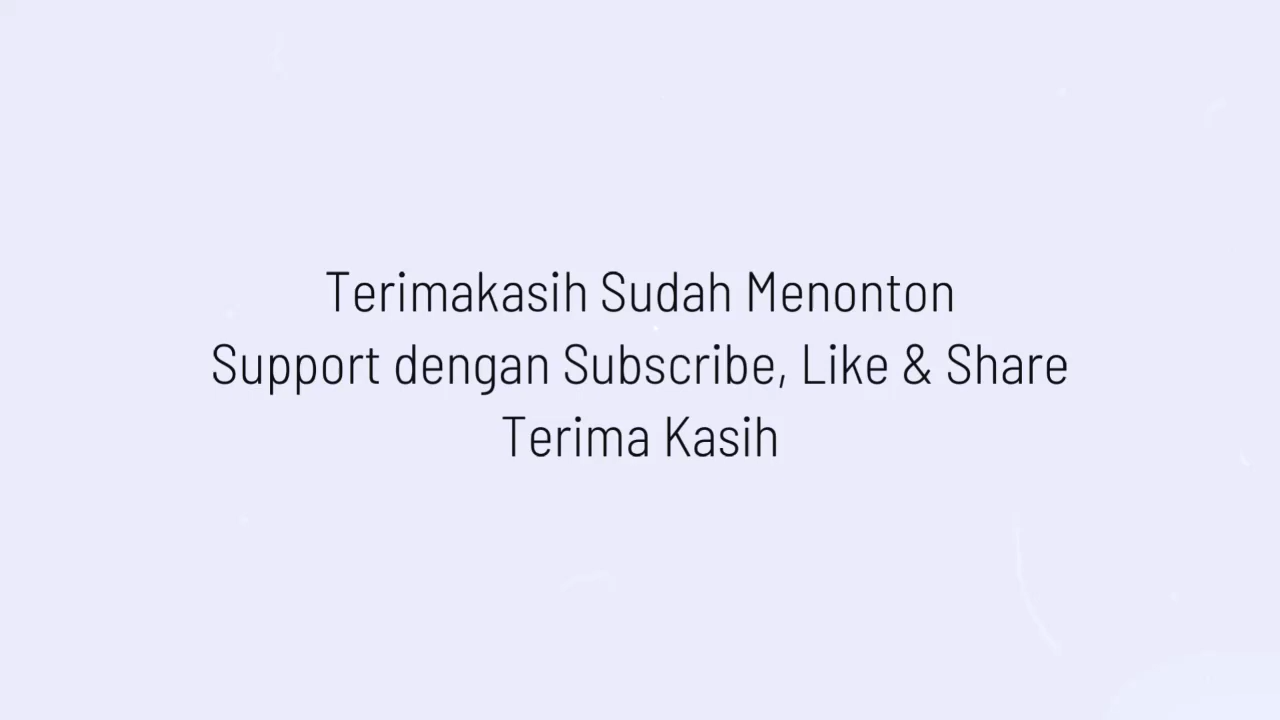 Terimakasih Sudah Menonton
Support dengan Subscribe, Like & Share
Terima Kasih